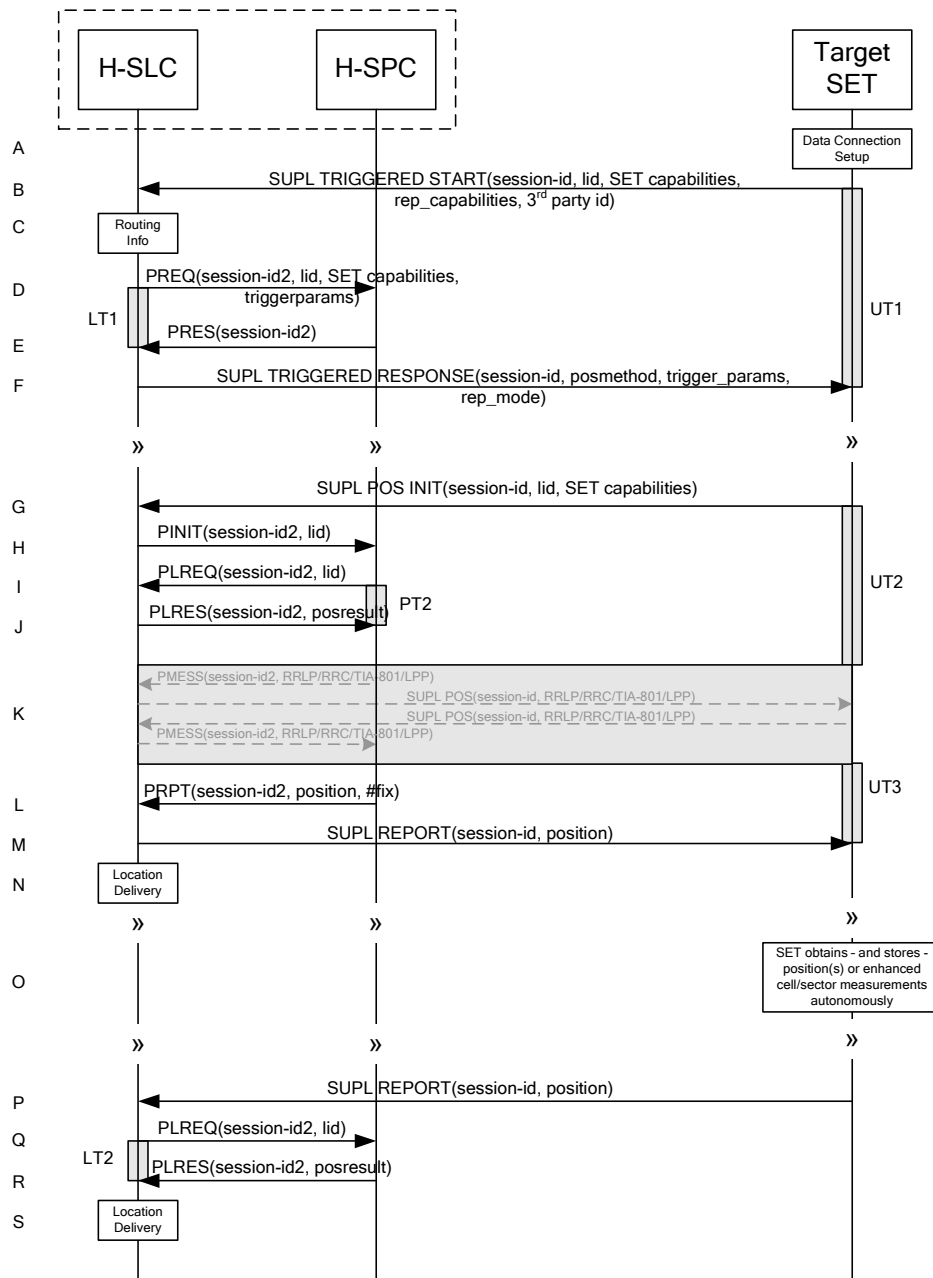 H-SLC
H-SPC
Target
SET
A
Data Connection
Setup
B
SUPL TRIGGERED START(session-id, lid, SET capabilities,
rep_capabilities, 3rd party id)
C
Routing
Info
D
PREQ(session-id2, lid, SET capabilities,
triggerparams)
LT1
UT1
E
PRES(session-id2)
F
SUPL TRIGGERED RESPONSE(session-id, posmethod, trigger_params,
rep_mode)
» » »
G
SUPL POS INIT(session-id, lid, SET capabilities)
H
PINIT(session-id2, lid)
I
PLREQ(session-id2, lid)
UT2
PT2
J
PLRES(session-id2, posresult)
PMESS(session-id2, RRLP/RRC/TIA-801/LPP)
SUPL POS(session-id, RRLP/RRC/TIA-801/LPP)
K
SUPL POS(session-id, RRLP/RRC/TIA-801/LPP)
PMESS(session-id2, RRLP/RRC/TIA-801/LPP)
L
PRPT(session-id2, position, #fix)
UT3
M
SUPL REPORT(session-id, position)
N
Location
Delivery
» » »
O
SET obtains - and stores -
position(s) or enhanced
cell/sector measurements
autonomously
» » »
P
SUPL REPORT(session-id, position)
Q
PLREQ(session-id2, lid)
LT2
R
PLRES(session-id2, posresult)
S
Location
Delivery